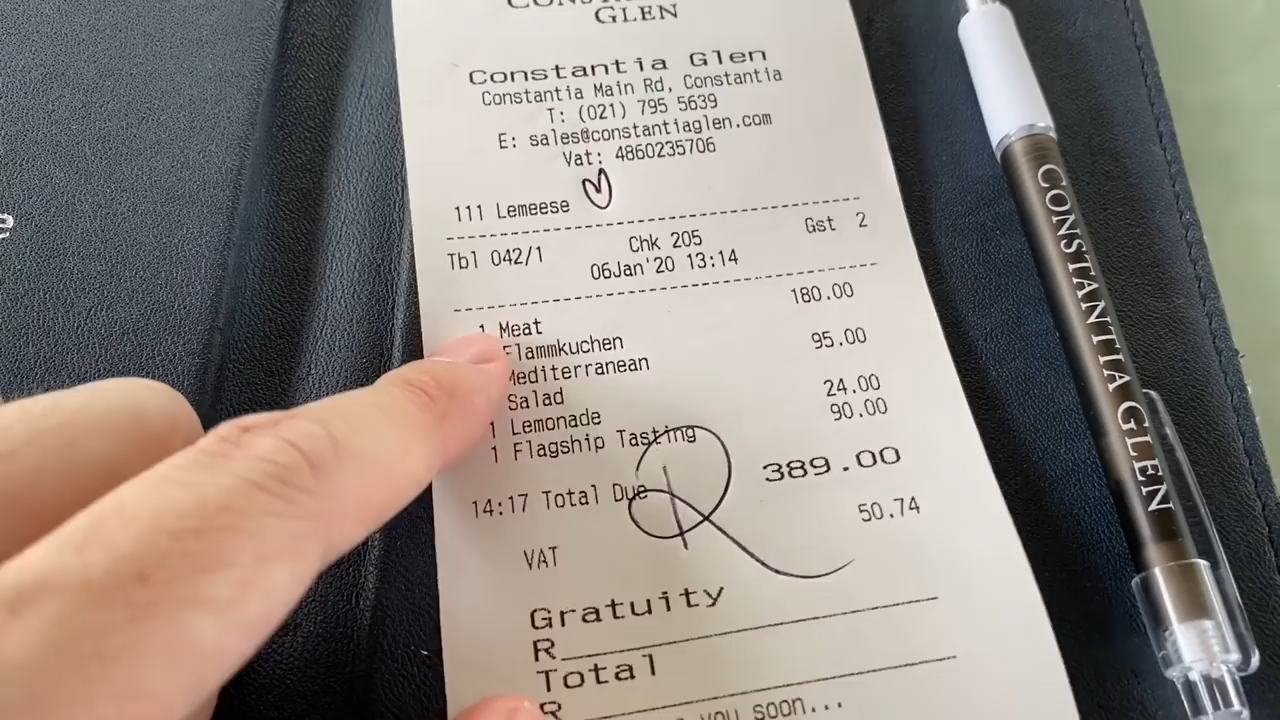 GLEN
Constantia Glen
Constantia Main Rd, Constantia
T: (021) 795 5639
E: sales@constantiaglen.com
Vat: 4860235706
111 Lemeese
Tbl 042/1 Chk 205 Gst 2
06Jan'20 13:14
1 Meat 180.00
Flammkuchen
Mediterranean 95.00
Salad
1 Lemonade 24.00
1 Flagship Tasting 90.00
14:17 Total Due 389.00
VAT 50.74
Gratuity
R
Total
R
you soon...
CONSTANTIA GLEN